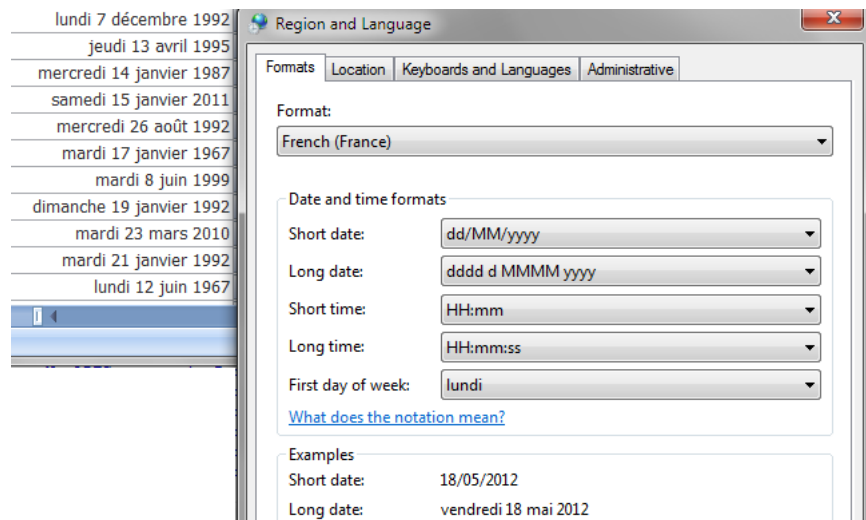 lundi 7 décembre 1992
jeudi 13 avril 1995
mercredi 14 janvier 1987
samedi 15 janvier 2011
mercredi 26 août 1992
mardi 17 janvier 1967
mardi 8 juin 1999
dimanche 19 janvier 1992
mardi 23 mars 2010
mardi 21 janvier 1992
lundi 12 juin 1967
Region and Language
Formats Location Keyboards and Languages Administrative
Format:
French (France)
Date and time formats
Short date: dd/MM/yyyy
Long date: dddd d MMMM yyyy
Short time: HH:mm
Long time: HH:mm:ss
First day of week: lundi
What does the notation mean?
Examples
Short date: 18/05/2012
Long date: vendredi 18 mai 2012